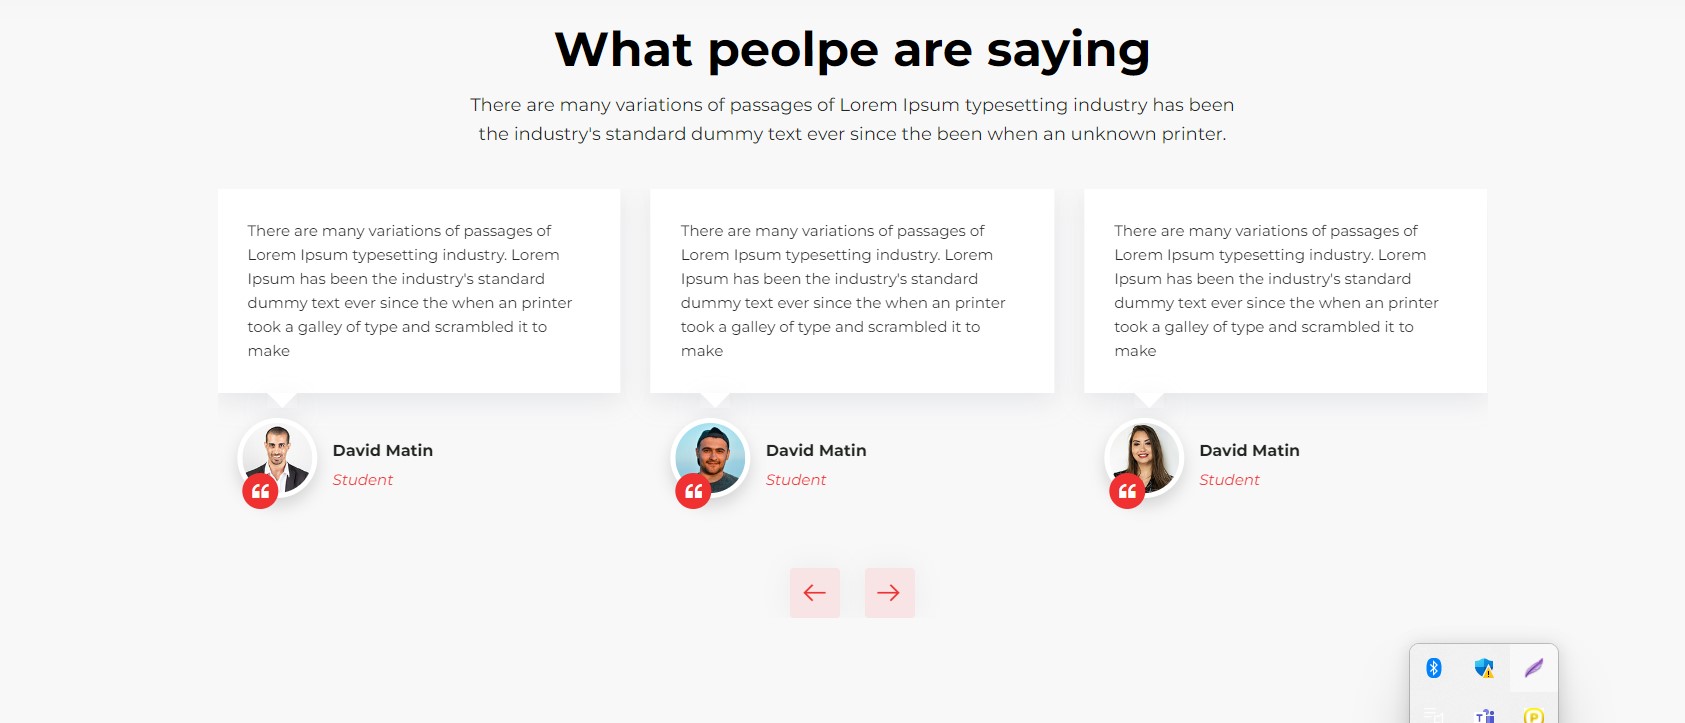 What peolpe are saying
There are many variations of passages of Lorem Ipsum typesetting industry has been
the industry's standard dummy text ever since the been when an unknown printer.
There are many variations of passages of
Lorem Ipsum typesetting industry. Lorem
Ipsum has been the industry's standard
dummy text ever since the when an printer
took a galley of type and scrambled it to
make
David Matin
Student
There are many variations of passages of
Lorem Ipsum typesetting industry. Lorem
Ipsum has been the industry's standard
dummy text ever since the when an printer
took a galley of type and scrambled it to
make
David Matin
Student
There are many variations of passages of
Lorem Ipsum typesetting industry. Lorem
Ipsum has been the industry's standard
dummy text ever since the when an printer
took a galley of type and scrambled it to
make
David Matin
Student